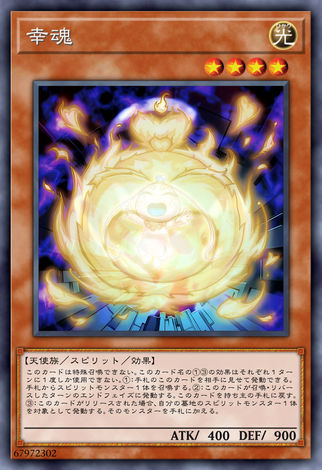 幸魂
光
【天使族／スピリット／効果】
このカードは特殊召喚できない。このカード名の①③の効果はそれぞれ１ター
ンに１度しか使用できない。①：手札のこのカードを相手に見せて発動できる。
手札からスピリットモンスター１体を召喚する。②：このカードが召喚・リバー
スしたターンのエンドフェイズに発動する。このカードを持ち主の手札に戻す。
③：このカードがリリースされた場合、自分の墓地のスピリットモンスター１体
を対象として発動する。そのモンスターを手札に加える。
ATK/ 400 DEF/ 900
67972302